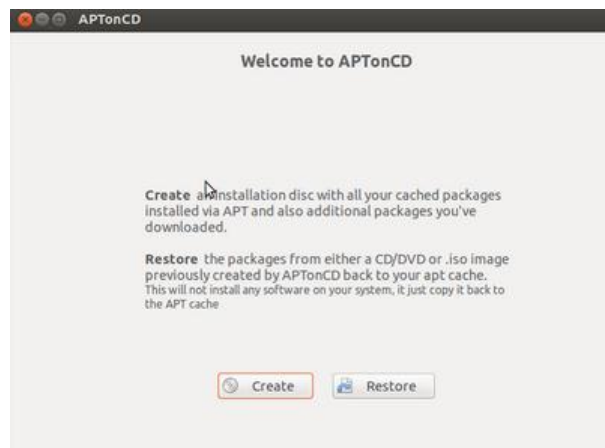 APTonCD
Welcome to APTonCD
Create an installation disc with all your cached packages
installed via APT and also additional packages you've
downloaded.
Restore the packages from either a CD/DVD or .iso image
previously created by APTonCD back to your apt cache.
This will not install any software on your system, it just copy it back to
the APT cache
Create
Restore